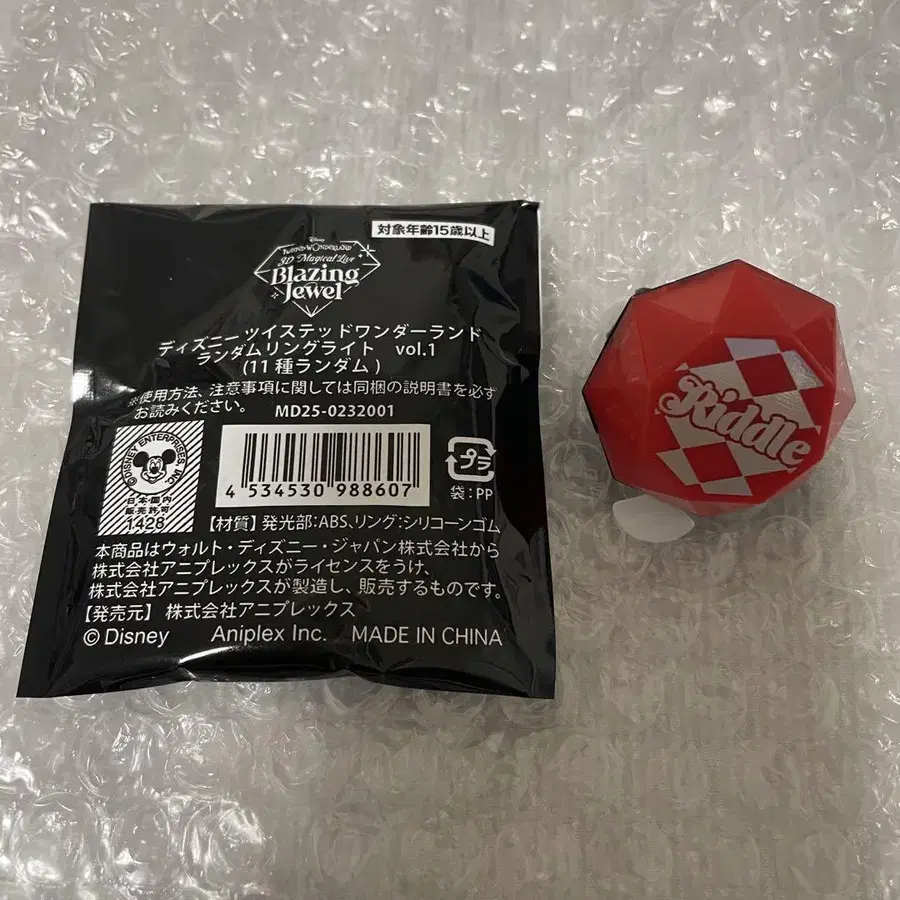 対象年齢15歳以上
Disney
TWISTED WONDERLAND
3D Magical Live
Blazing
Jewel
ディズニー ツイステッドワンダーランド
ランダムリングライト vol.1
(11種ランダム)
※使用方法、注意事項に関しては同梱の説明書を必ず
お読みください。 MD25-0232001
©DISNEY ENTERPRISES, INC.
日本国内
販売許可
1428
4 534530 988607
プラ
袋:PP
【材質】発光部:ABS、リング:シリコーンゴム
本商品はウォルト・ディズニー・ジャパン株式会社から
株式会社アニプレックスがライセンスをうけ、
株式会社アニプレックスが製造し、販売するものです。
【発売元】株式会社アニプレックス
© Disney Aniplex Inc. MADE IN CHINA
Riddle